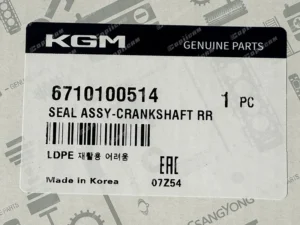 KGM GENUINE PARTS
6710100514 1 PC
SEAL ASSY-CRANKSHAFT RR
LDPE 재활용 어려움
EAC
Made in Korea 07Z54
SSANGYONG